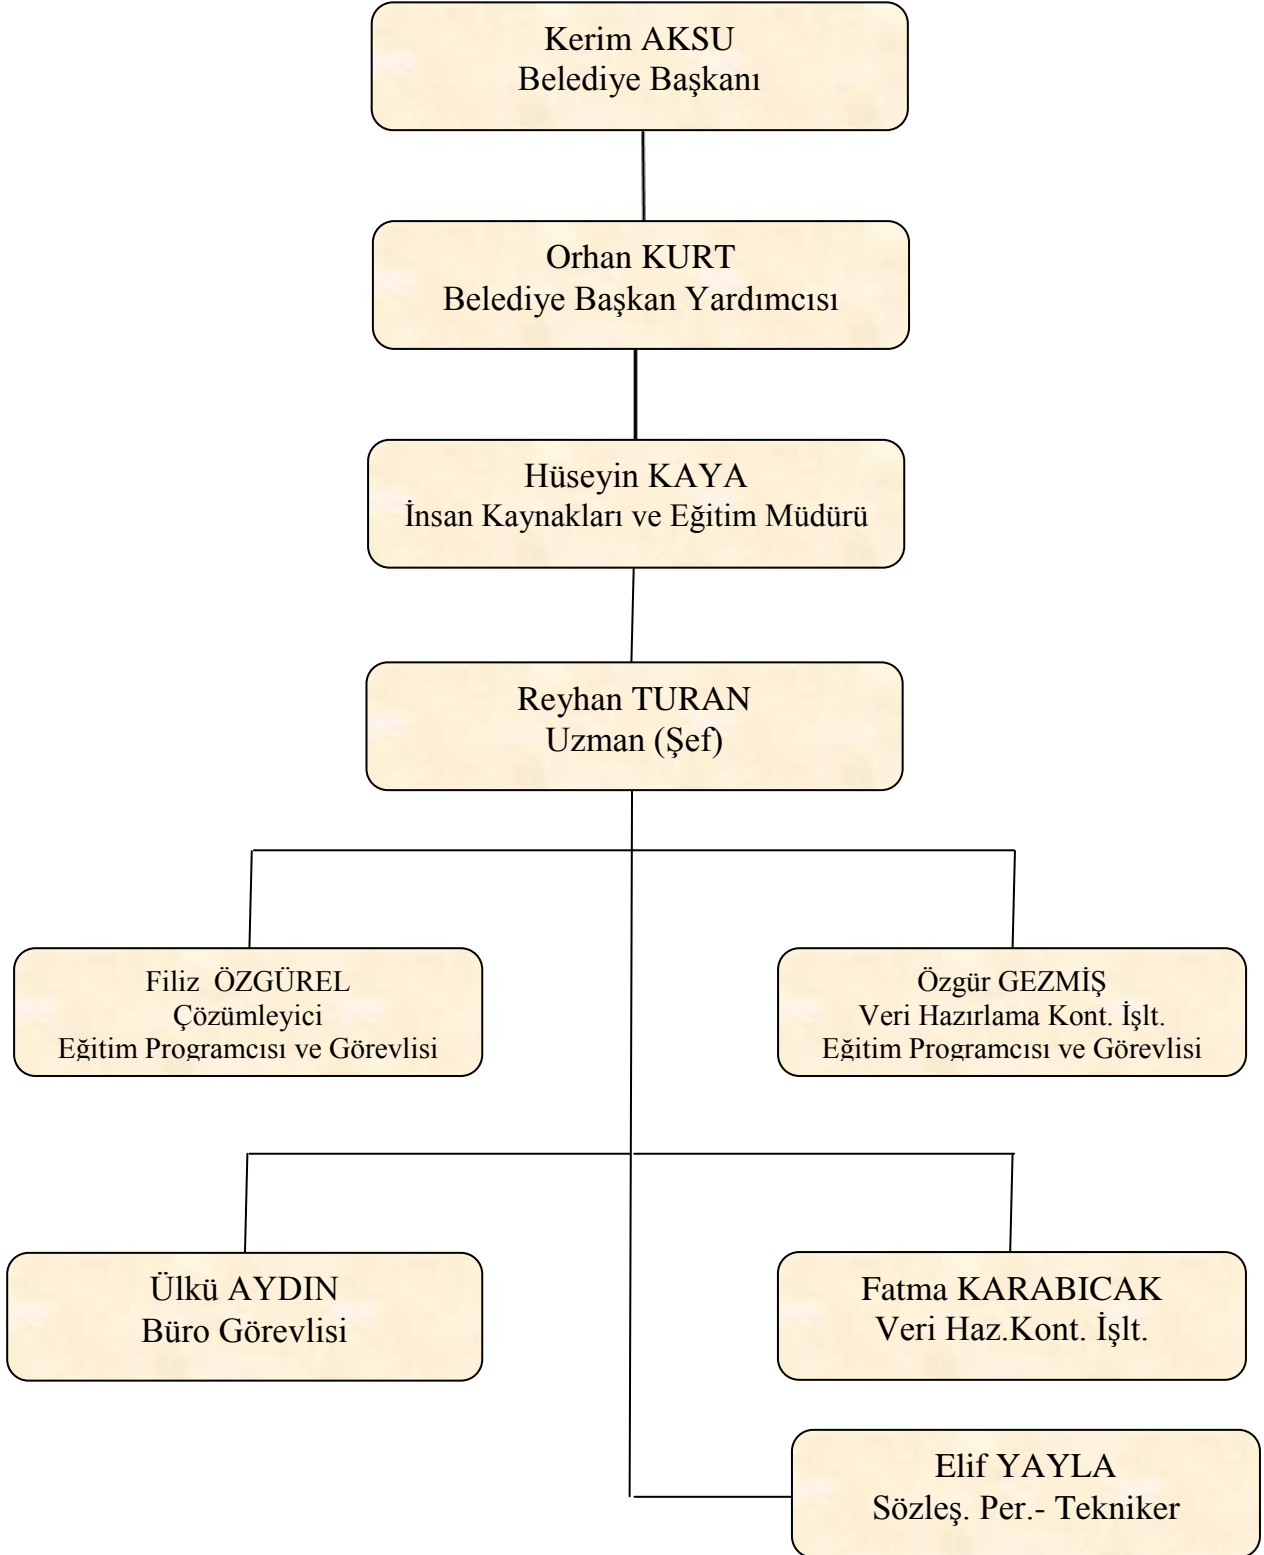 Kerim AKSU
Belediye Başkanı
Orhan KURT
Belediye Başkan Yardımcısı
Hüseyin KAYA
İnsan Kaynakları ve Eğitim Müdürü
Reyhan TURAN
Uzman (Şef)
Filiz ÖZGÜREL
Çözümleyici
Eğitim Programcısı ve Görevlisi
Özgür GEZMİŞ
Veri Hazırlama Kont. İşlt.
Eğitim Programcısı ve Görevlisi
Ülkü AYDIN
Büro Görevlisi
Fatma KARABICAK
Veri Haz.Kont. İşlt.
Elif YAYLA
Sözleş. Per.- Tekniker